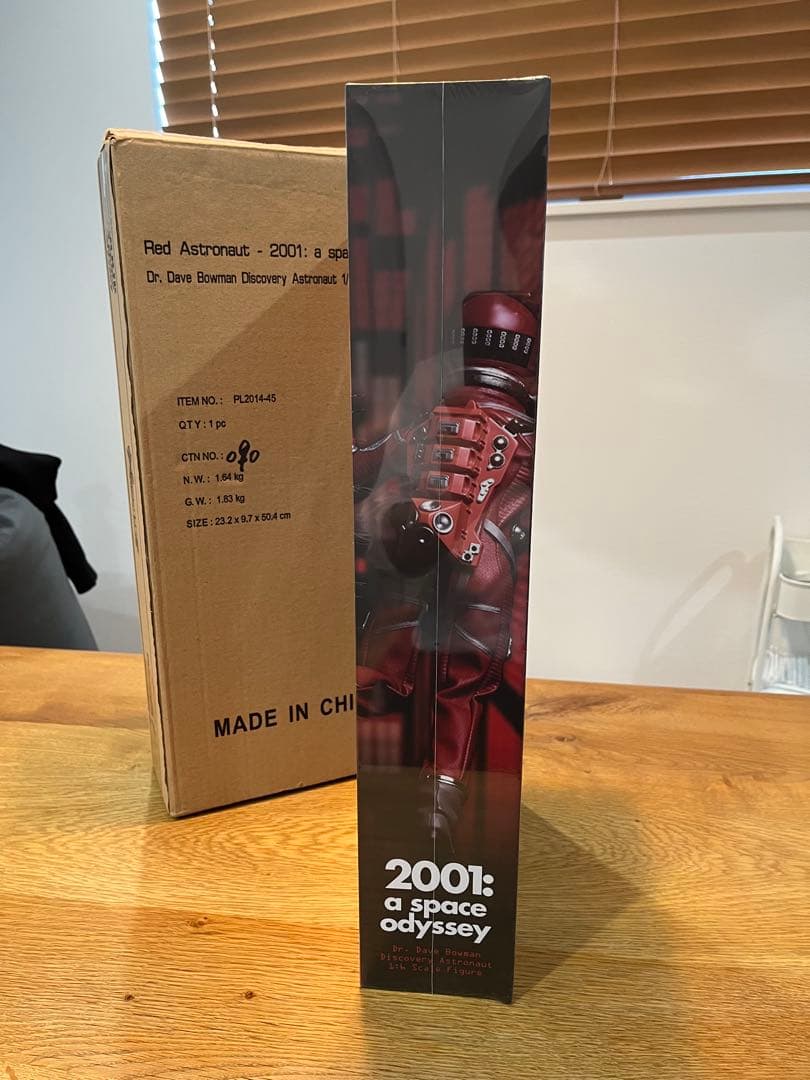 Red Astronaut - 2001: a spa
Dr. Dave Bowman Discovery Astronaut 1/
ITEM NO.: PL2014-45
QTY : 1 pc
CTN NO.: 090
N.W. : 1.64 kg
G.W. : 1.83 kg
SIZE : 23.2 x 9.7 x 50.4 cm
MADE IN CHI
2001:
a space
odyssey
Dr. Dave Bowman
Discovery Astronaut
1:6 Scale Figure